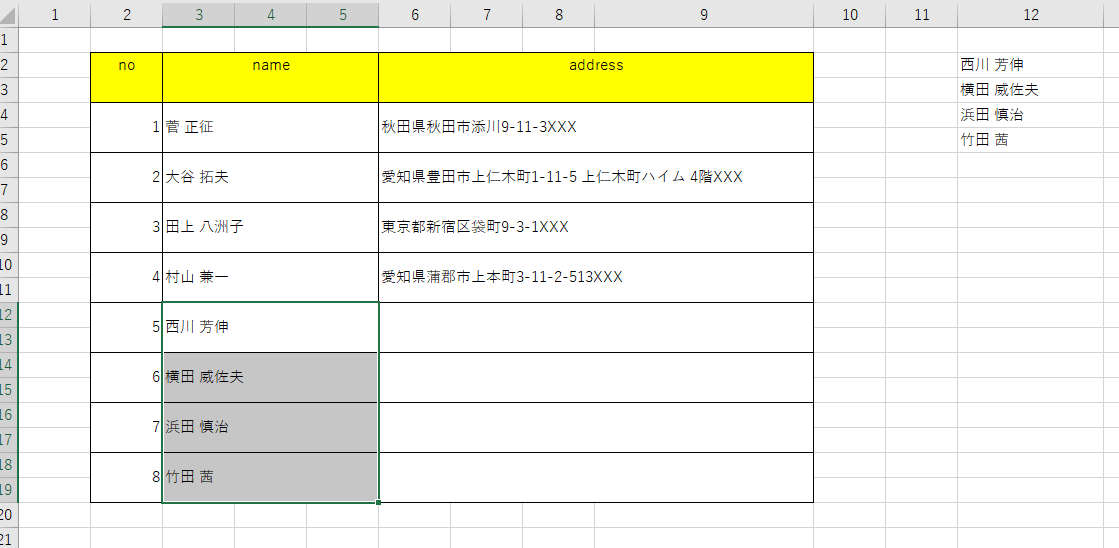 1 2 3 4 5 6 7 8 9 10 11 12
1
2 no name address 西川 芳伸
3 横田 威佐夫
4 1 菅 正征 秋田県秋田市添川9-11-3XXX 浜田 慎治
5 竹田 茜
6 2 大谷 拓夫 愛知県豊田市上仁木町1-11-5 上仁木町ハイム 4階XXX
7
8 3 田上 八洲子 東京都新宿区袋町9-3-1XXX
9
10 4 村山 兼一 愛知県蒲郡市上本町3-11-2-513XXX
11
12 5 西川 芳伸
13
14 6 横田 威佐夫
15
16 7 浜田 慎治
17
18 8 竹田 茜
19
20
21